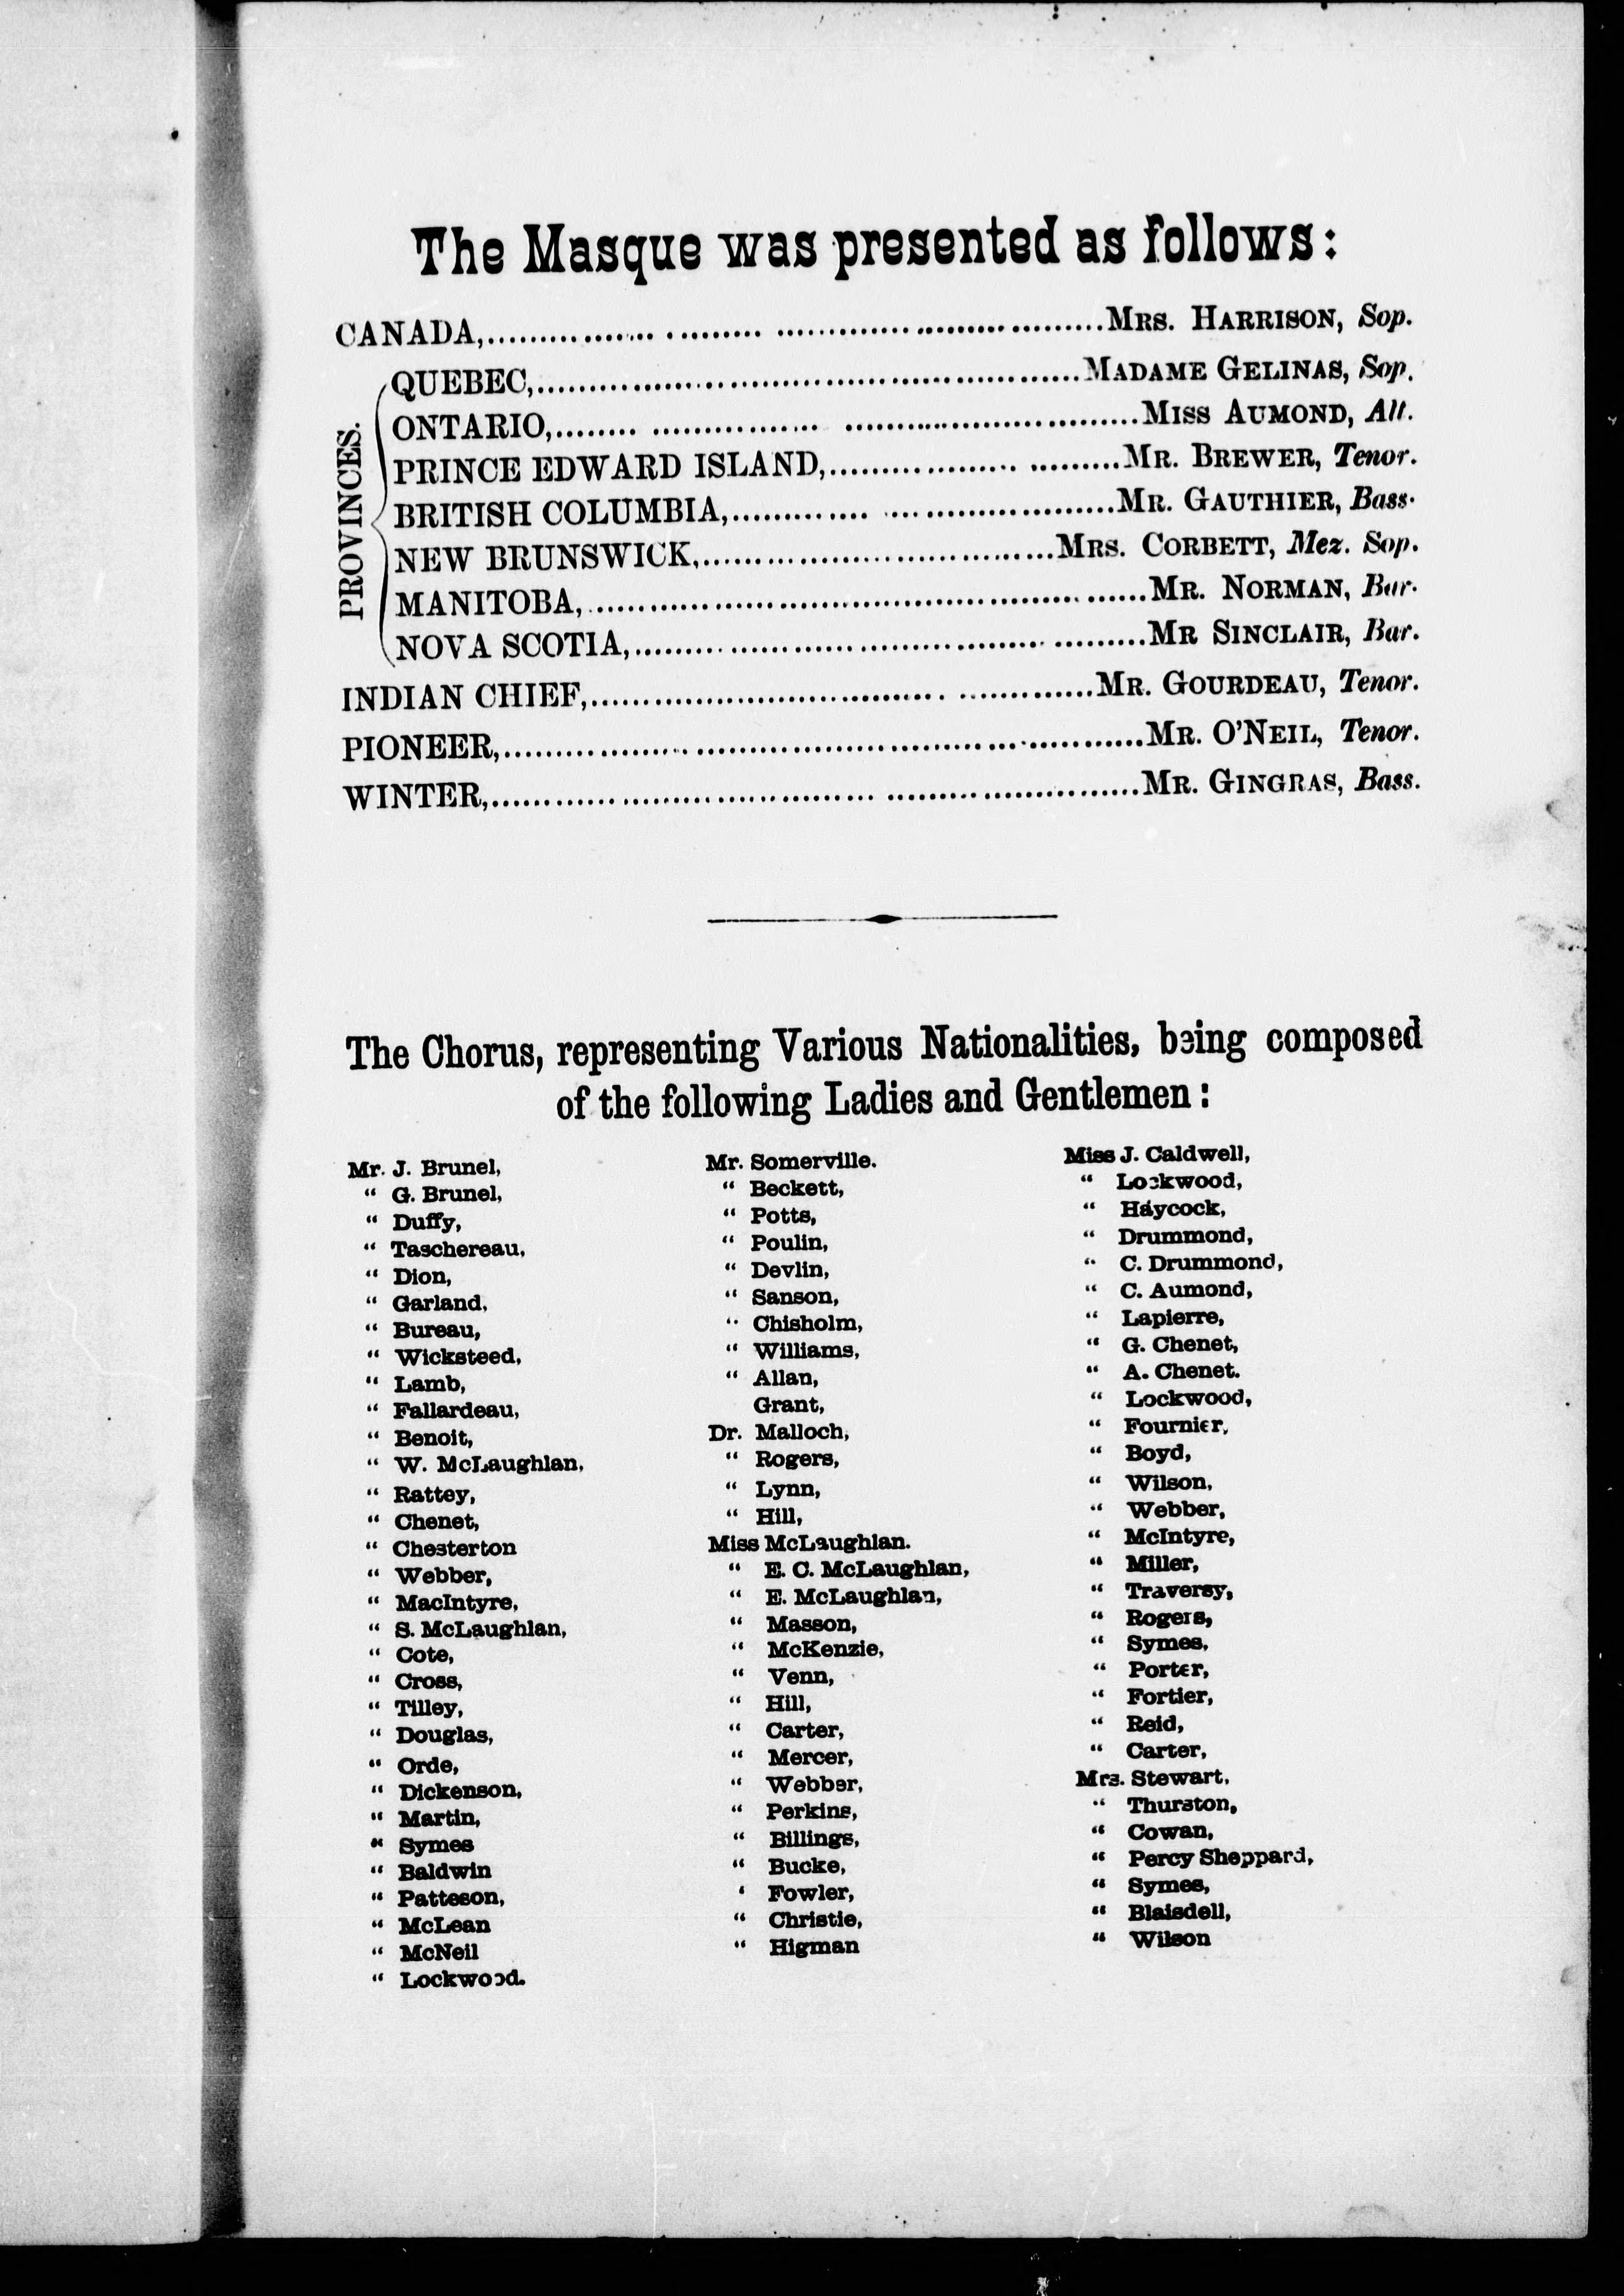 The Masque was presented as follows:
CANADA,........................................MRS. HARRISON, Sop.
PROVINCES.
QUEBEC,........................................MADAME GELINAS, Sop.
ONTARIO,........................................MISS AUMOND, Alt.
PRINCE EDWARD ISLAND,..............................MR. BREWER, Tenor.
BRITISH COLUMBIA,..............................MR. GAUTHIER, Bass.
NEW BRUNSWICK,..............................MRS. CORBETT, Mez. Sop.
MANITOBA,........................................MR. NORMAN, Bar.
NOVA SCOTIA,........................................MR SINCLAIR, Bar.
INDIAN CHIEF,........................................MR. GOURDEAU, Tenor.
PIONEER,........................................MR. O'NEIL, Tenor.
WINTER,........................................MR. GINGRAS, Bass.
The Chorus, representing Various Nationalities, being composed
of the following Ladies and Gentlemen:
Mr. J. Brunel,
“ G. Brunel,
“ Duffy,
“ Taschereau,
“ Dion,
“ Garland,
“ Bureau,
“ Wicksteed,
“ Lamb,
“ Fallardeau,
“ Benoit,
“ W. McLaughlan,
“ Rattey,
“ Chenet,
“ Chesterton
“ Webber,
“ MacIntyre,
“ S. McLaughlan,
“ Cote,
“ Cross,
“ Tilley,
“ Douglas,
“ Orde,
“ Dickenson,
“ Martin,
“ Symes
“ Baldwin
“ Patteson,
“ McLean
“ McNeil
“ Lockwood.
Mr. Somerville.
“ Beckett,
“ Potts,
“ Poulin,
“ Devlin,
“ Sanson,
“ Chisholm,
“ Williams,
“ Allan,
Grant,
Dr. Malloch,
“ Rogers,
“ Lynn,
“ Hill,
Miss McLaughlan.
“ E. C. McLaughlan,
“ E. McLaughlan,
“ Masson,
“ McKenzie,
“ Venn,
“ Hill,
“ Carter,
“ Mercer,
“ Webber,
“ Perkins,
“ Billings,
“ Bucke,
‘ Fowler,
“ Christie,
“ Higman
Miss J. Caldwell,
“ Lockwood,
“ Haycock,
“ Drummond,
“ C. Drummond,
“ C. Aumond,
“ Lapierre,
“ G. Chenet,
“ A. Chenet.
“ Lockwood,
“ Fournier,
“ Boyd,
“ Wilson,
“ Webber,
“ McIntyre,
“ Miller,
“ Traversy,
“ Rogers,
“ Symes,
“ Porter,
“ Fortier,
“ Reid,
“ Carter,
Mrs. Stewart,
“ Thurston,
“ Cowan,
“ Percy Sheppard,
“ Symes,
“ Blaisdell,
“ Wilson